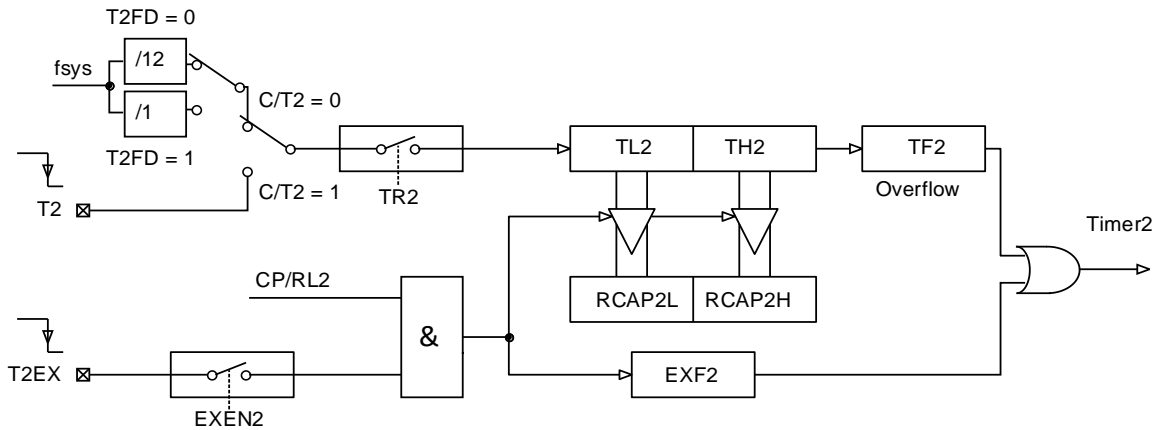 T2FD = 0
/12
fsys
/1
T2FD = 1
C/T2 = 0
C/T2 = 1
T2
TR2
TL2
TH2
TF2
Overflow
Timer2
CP/RL2
&
RCAP2L
RCAP2H
T2EX
EXEN2
EXF2